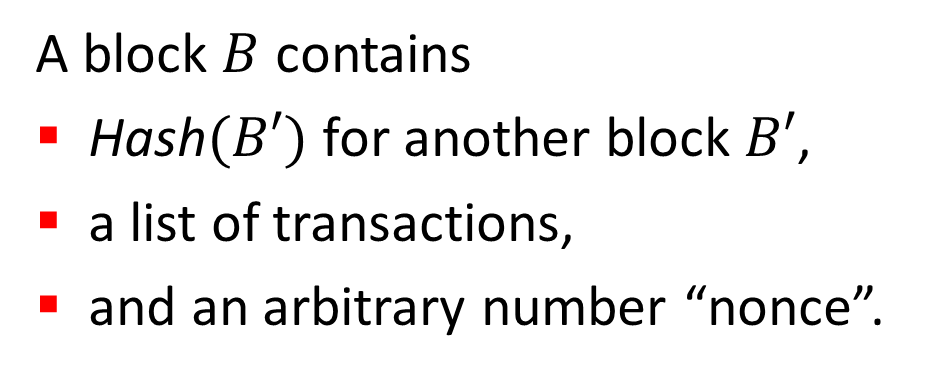 A block B contains
▪ Hash(B′) for another block B′,
▪ a list of transactions,
▪ and an arbitrary number “nonce”.